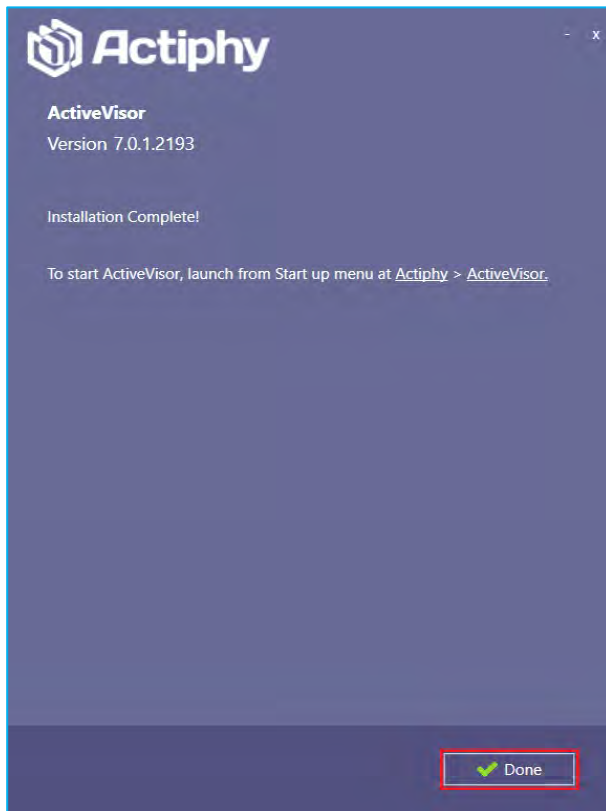 Actiphy
- x
ActiveVisor
Version 7.0.1.2193
Installation Complete!
To start ActiveVisor, launch from Start up menu at Actiphy > ActiveVisor.
Done